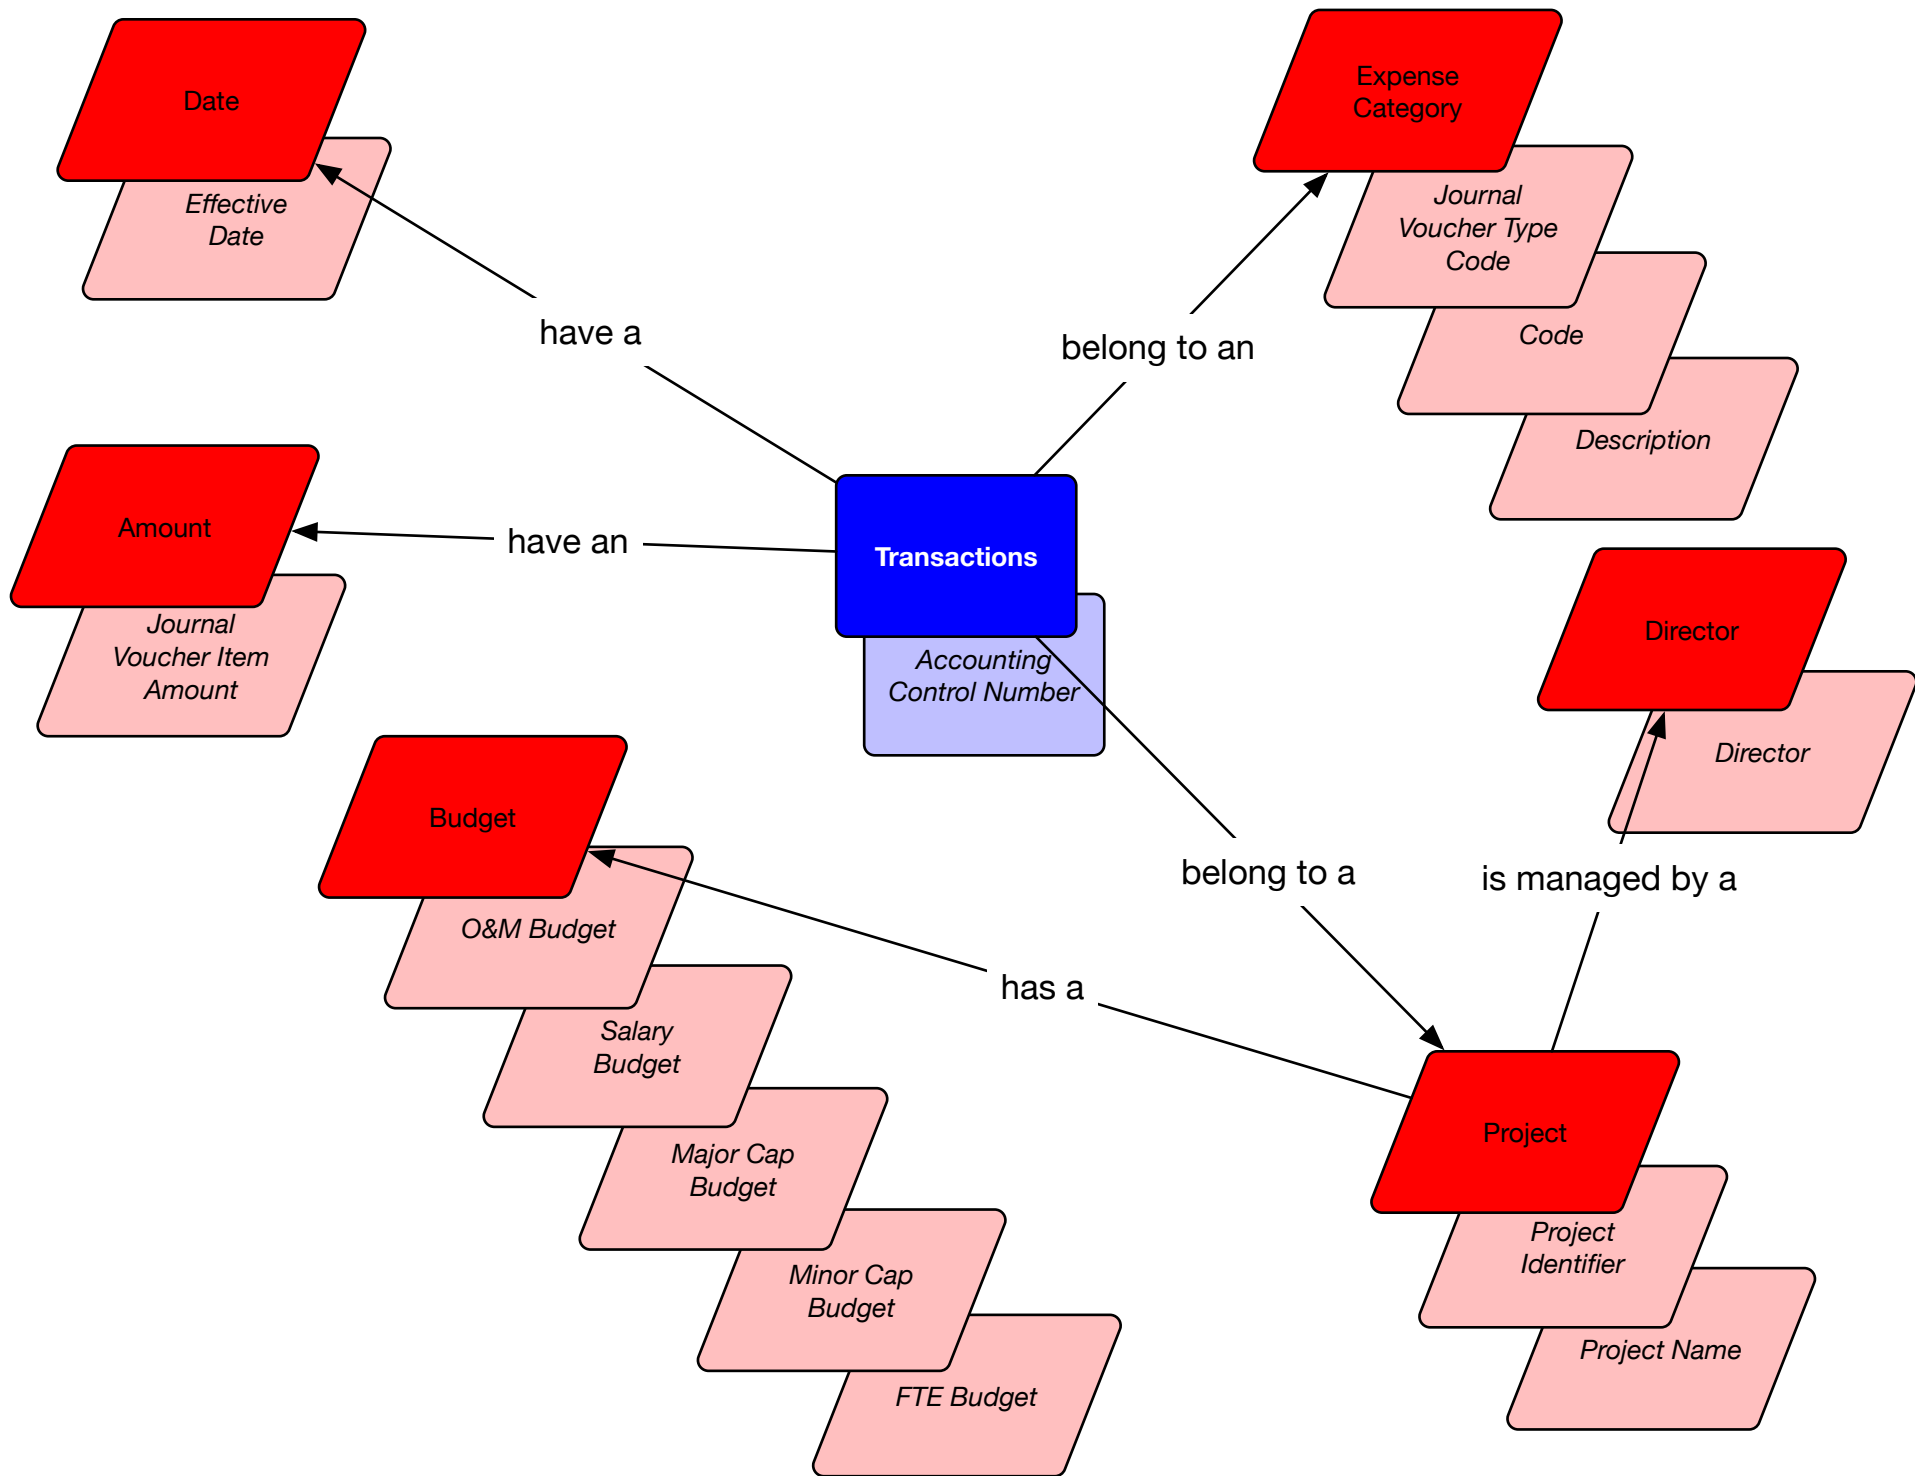 Date
Effective
Date
Expense
Category
Journal
Voucher Type
Code
Code
Description
have a
belong to an
Amount
Journal
Voucher Item
Amount
have an
Transactions
Accounting
Control Number
Director
Director
Budget
O&M Budget
Salary
Budget
Major Cap
Budget
Minor Cap
Budget
FTE Budget
belong to a
is managed by a
has a
Project
Project
Identifier
Project Name